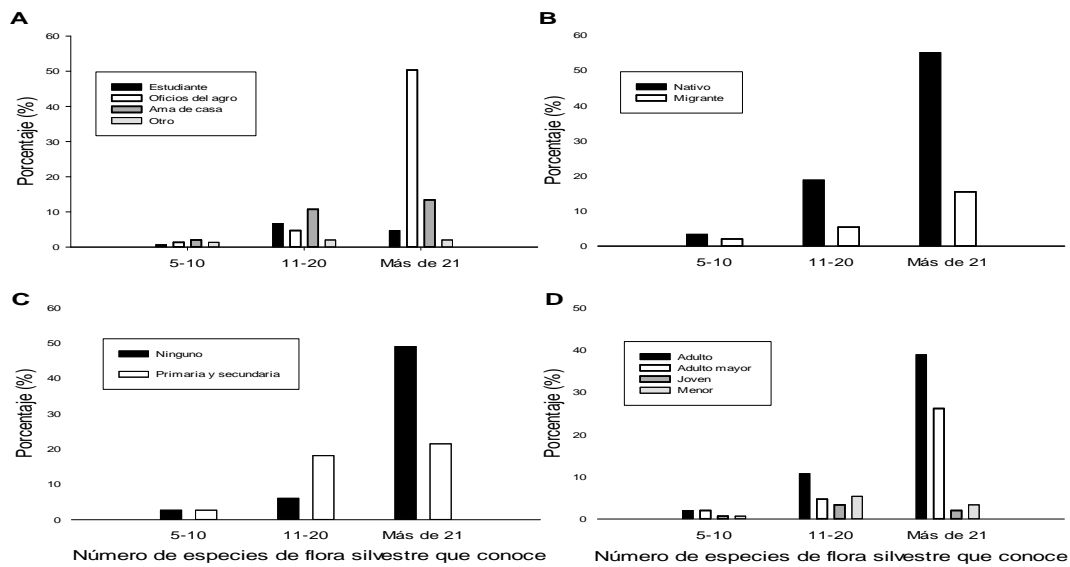 A
Porcentaje (%)
60
50
40
30
20
10
0
Estudiante
Oficios del agro
Ama de casa
Otro
5-10
11-20
Más de 21
B
Porcentaje (%)
60
50
40
30
20
10
0
Nativo
Migrante
5-10
11-20
Más de 21
C
Porcentaje (%)
60
50
40
30
20
10
0
Ninguno
Primaria y secundaria
5-10
11-20
Más de 21
Número de especies de flora silvestre que conoce
D
Porcentaje (%)
50
40
30
20
10
0
Adulto
Adulto mayor
Joven
Menor
5-10
11-20
Más de 21
Número de especies de flora silvestre que conoce